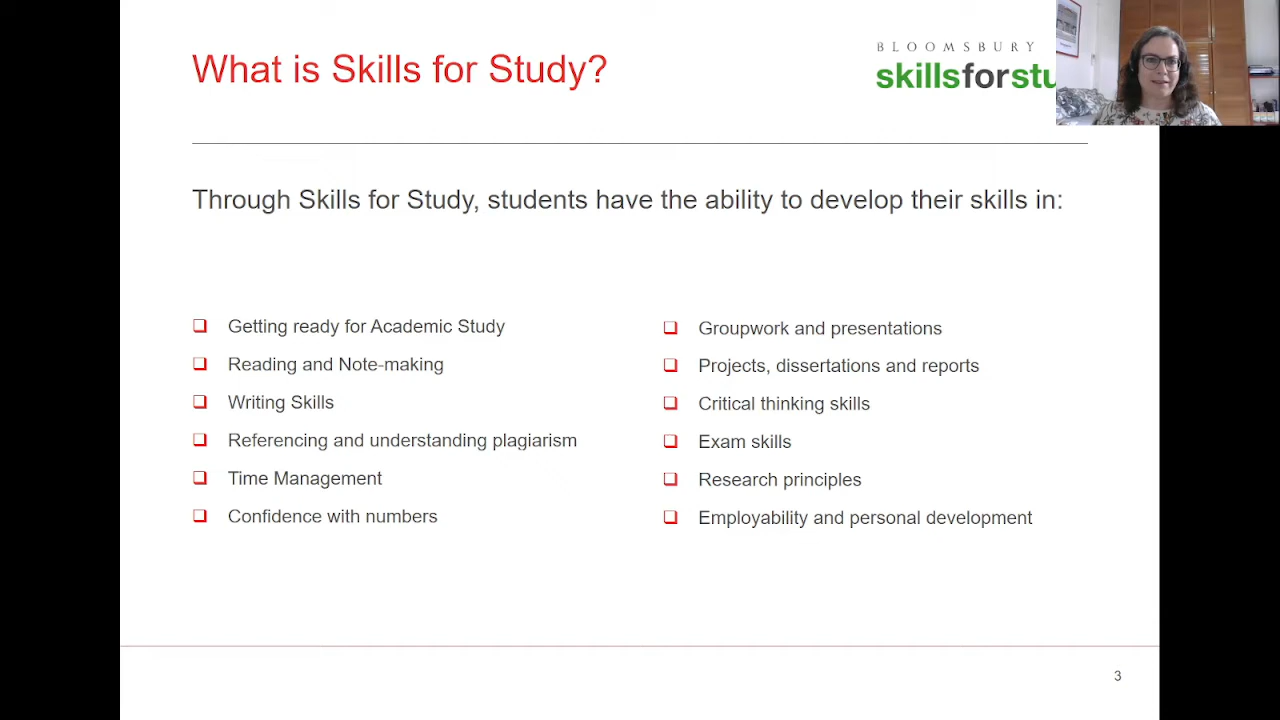 What is Skills for Study?
BLOOMSBURY
skillsforstu
Through Skills for Study, students have the ability to develop their skills in:
Getting ready for Academic Study
Reading and Note-making
Writing Skills
Referencing and understanding plagiarism
Time Management
Confidence with numbers
Groupwork and presentations
Projects, dissertations and reports
Critical thinking skills
Exam skills
Research principles
Employability and personal development
3